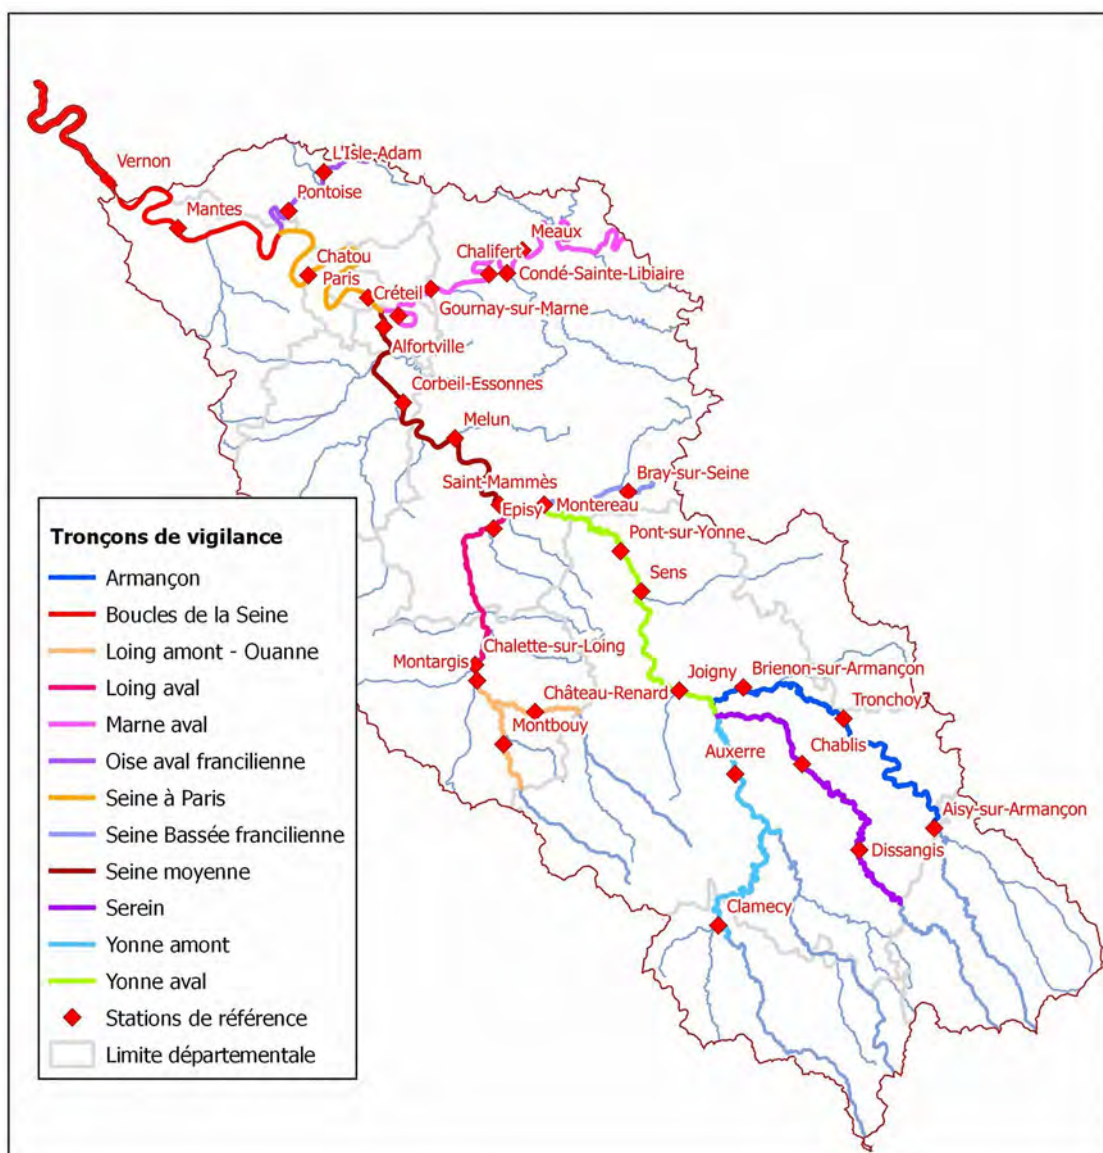 L'Isle-Adam
Vernon
Pontoise
Mantes
Meaux
Chalifert
Chatou
Condé-Sainte-Libiaire
Paris
Créteil
Gournay-sur-Marne
Alfortville
Corbeil-Essonnes
Melun
Bray-sur-Seine
Saint-Mammès
Episy
Montereau
Pont-sur-Yonne
Sens
Chalette-sur-Loing
Montargis
Joigny
Brienon-sur-Armançon
Château-Renard
Tronchoy
Montbouy
Auxerre
Chablis
Aisy-sur-Armançon
Dissangis
Clamecy
Tronçons de vigilance
Armançon
Boucles de la Seine
Loing amont - Ouanne
Loing aval
Marne aval
Oise aval francilienne
Seine à Paris
Seine Bassée francilienne
Seine moyenne
Serein
Yonne amont
Yonne aval
Stations de référence
Limite départementale